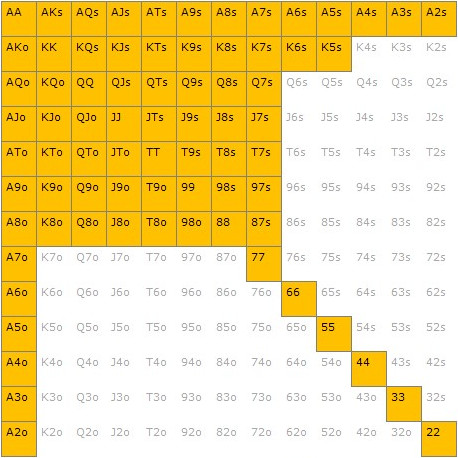 AA AKs AQs AJs ATs A9s A8s A7s A6s A5s A4s A3s A2s
AKo KK KQs KJs KTs K9s K8s K7s K6s K5s K4s K3s K2s
AQo KQo QQ QJs QTs Q9s Q8s Q7s Q6s Q5s Q4s Q3s Q2s
AJo KJo QJo JJ JTs J9s J8s J7s J6s J5s J4s J3s J2s
ATo KTo QTo JTo TT T9s T8s T7s T6s T5s T4s T3s T2s
A9o K9o Q9o J9o T9o 99 98s 97s 96s 95s 94s 93s 92s
A8o K8o Q8o J8o T8o 98o 88 87s 86s 85s 84s 83s 82s
A7o K7o Q7o J7o T7o 97o 87o 77 76s 75s 74s 73s 72s
A6o K6o Q6o J6o T6o 96o 86o 76o 66 65s 64s 63s 62s
A5o K5o Q5o J5o T5o 95o 85o 75o 65o 55 54s 53s 52s
A4o K4o Q4o J4o T4o 94o 84o 74o 64o 54o 44 43s 42s
A3o K3o Q3o J3o T3o 93o 83o 73o 63o 53o 43o 33 32s
A2o K2o Q2o J2o T2o 92o 82o 72o 62o 52o 42o 32o 22